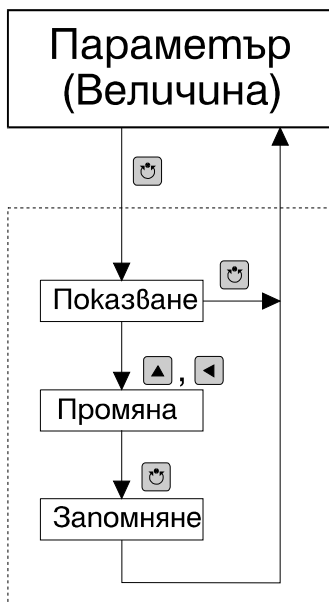 Параметър
(Величина)
Показване
,
Промяна
Запомняне